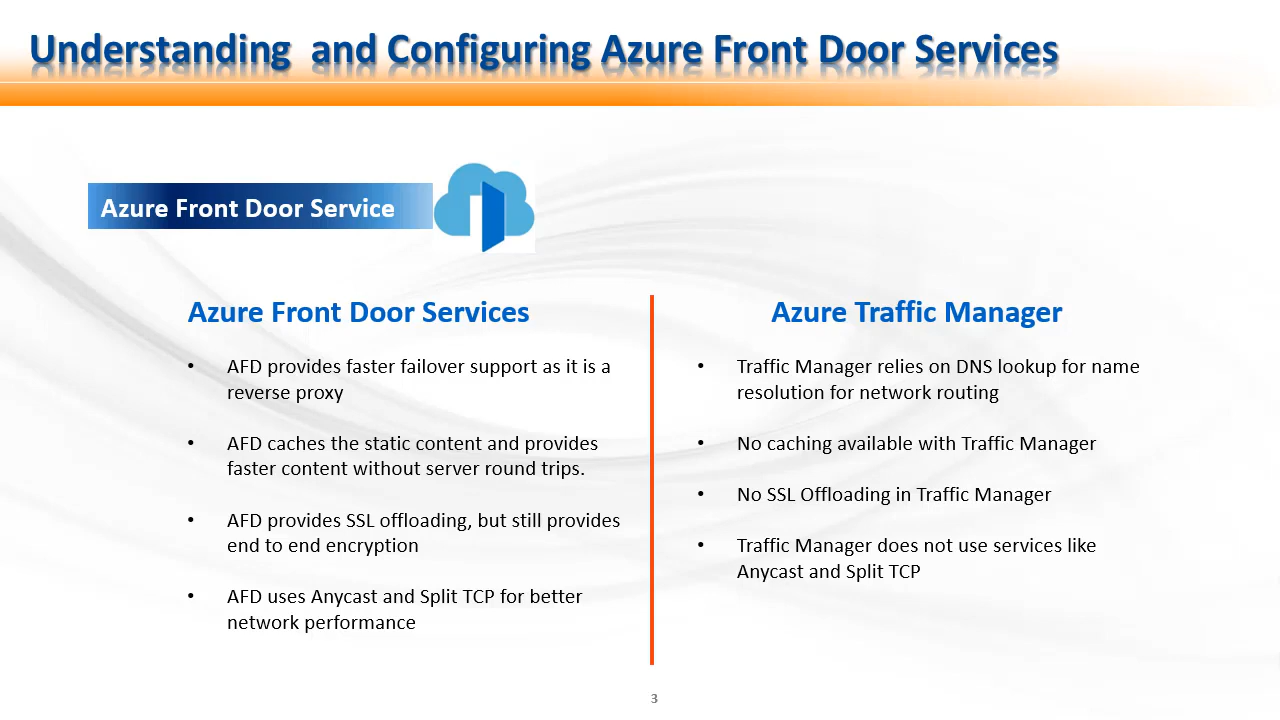 Understanding  and Configuring Azure Front Door Services
Azure Front Door Service
Azure Front Door Services
• AFD provides faster failover support as it is a
reverse proxy
• AFD caches the static content and provides
faster content without server round trips.
• AFD provides SSL offloading, but still provides
end to end encryption
• AFD uses Anycast and Split TCP for better
network performance
Azure Traffic Manager
• Traffic Manager relies on DNS lookup for name
resolution for network routing
• No caching available with Traffic Manager
• No SSL Offloading in Traffic Manager
• Traffic Manager does not use services like
Anycast and Split TCP
3